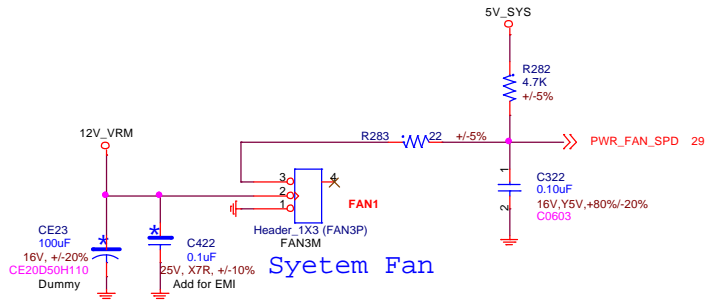 5V_SYS
R282
4.7K
+/-5%
12V_VRM
R283 22 +/-5%
PWR_FAN_SPD 29
3 4
2
1
FAN1
1
C322
0.10uF
2
16V,Y5V,+80%/-20%
C0603
Header_1X3 (FAN3P)
FAN3M
CE23
100uF
16V, +/-20%
CE20D50H110
Dummy
C422
0.1uF
25V, X7R, +/-10%
Add for EMI
Syetem Fan